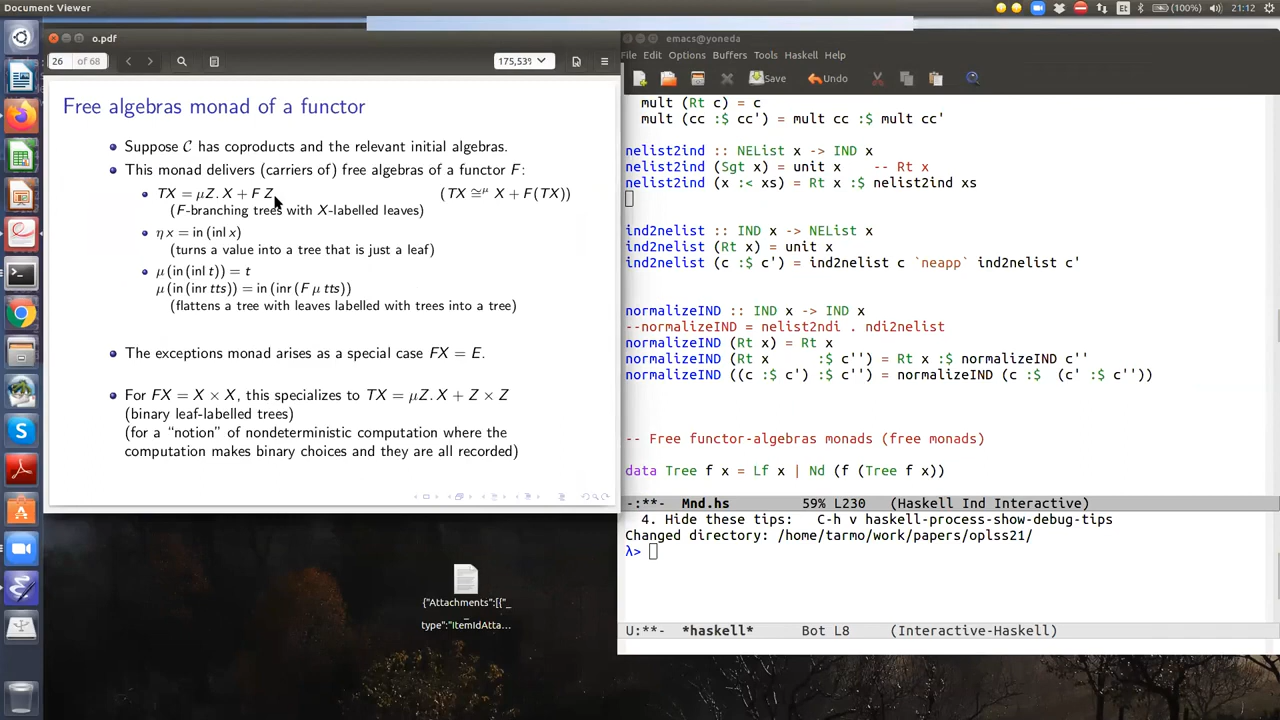 Document Viewer
Et
(100%)
21:12
o.pdf
26 of 68
175,53%
Free algebras monad of a functor
Suppose C has coproducts and the relevant initial algebras.
This monad delivers (carriers of) free algebras of a functor F:
TX = μZ. X + F Z (TX ≅^μ X + F(TX))
(F-branching trees with X-labelled leaves)
η x = in (inl x)
(turns a value into a tree that is just a leaf)
μ (in (inl t)) = t
μ (in (inr tts)) = in (inr (F μ tts))
(flattens a tree with leaves labelled with trees into a tree)
The exceptions monad arises as a special case FX = E.
For FX = X × X, this specializes to TX = μZ. X + Z × Z
(binary leaf-labelled trees)
(for a “notion” of nondeterministic computation where the
computation makes binary choices and they are all recorded)
{"Attachments":[{"_
_
type":"ItemIdAtta...
emacs@yoneda
File Edit Options Buffers Tools Haskell Help
Save Undo
mult (Rt c) = c
mult (cc :$ cc') = mult cc :$ mult cc'
nelist2ind :: NEList x -> IND x
nelist2ind (Sgt x) = unit x -- Rt x
nelist2ind (x :< xs) = Rt x :$ nelist2ind xs
ind2nelist :: IND x -> NEList x
ind2nelist (Rt x) = unit x
ind2nelist (c :$ c') = ind2nelist c `neapp` ind2nelist c'
normalizeIND :: IND x -> IND x
--normalizeIND = nelist2ndi . ndi2nelist
normalizeIND (Rt x) = Rt x
normalizeIND (Rt x :$ c'') = Rt x :$ normalizeIND c''
normalizeIND ((c :$ c') :$ c'') = normalizeIND (c :$ (c' :$ c''))
-- Free functor-algebras monads (free monads)
data Tree f x = Lf x | Nd (f (Tree f x))
-:**- Mnd.hs 59% L230 (Haskell Ind Interactive)
4. Hide these tips: C-h v haskell-process-show-debug-tips
Changed directory: /home/tarmo/work/papers/oplss21/
λ>
U:**- *haskell* Bot L8 (Interactive-Haskell)